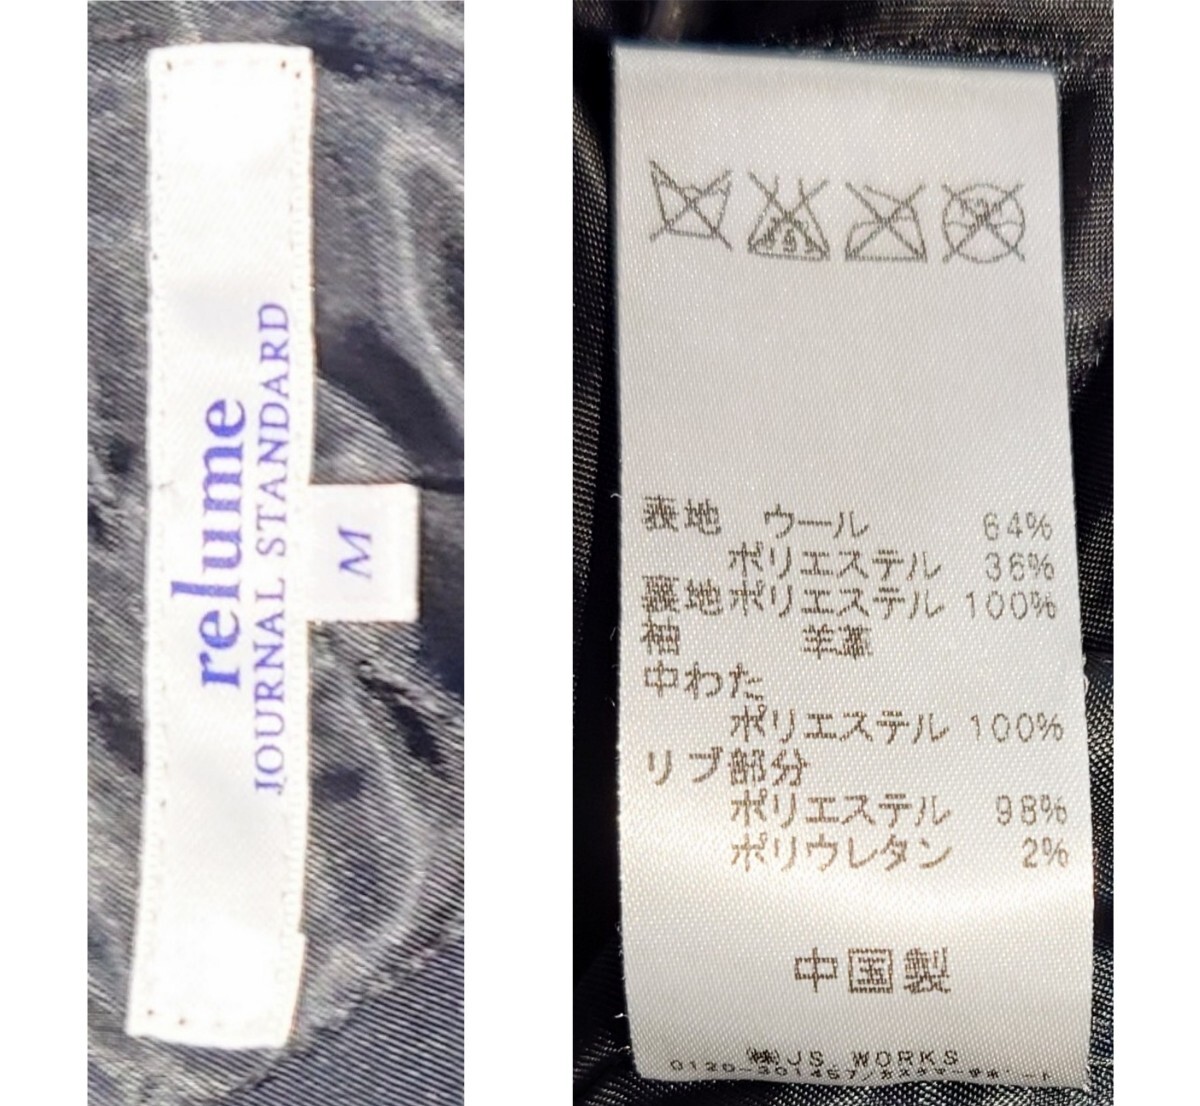 relume
JOURNAL STANDARD
M
表地 ウール 64%
ポリエステル 36%
裏地 ポリエステル 100%
袖 羊革
中わた
ポリエステル 100%
リブ部分
ポリエステル 98%
ポリウレタン 2%
中国製
㈱JS.WORKS